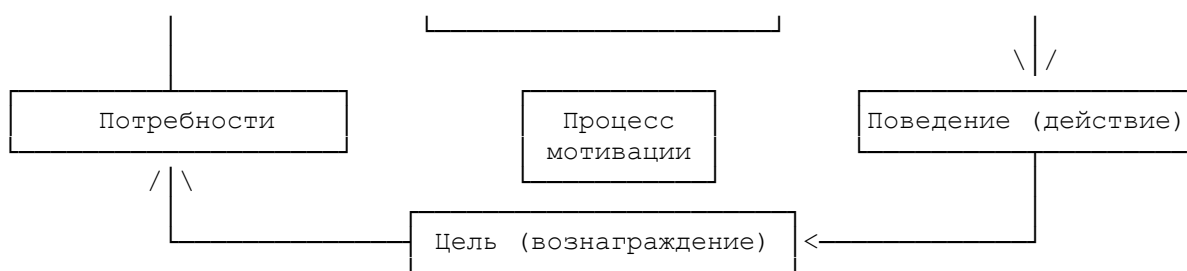 Потребности
Процесс
мотивации
Поведение (действие)
Цель (вознаграждение)